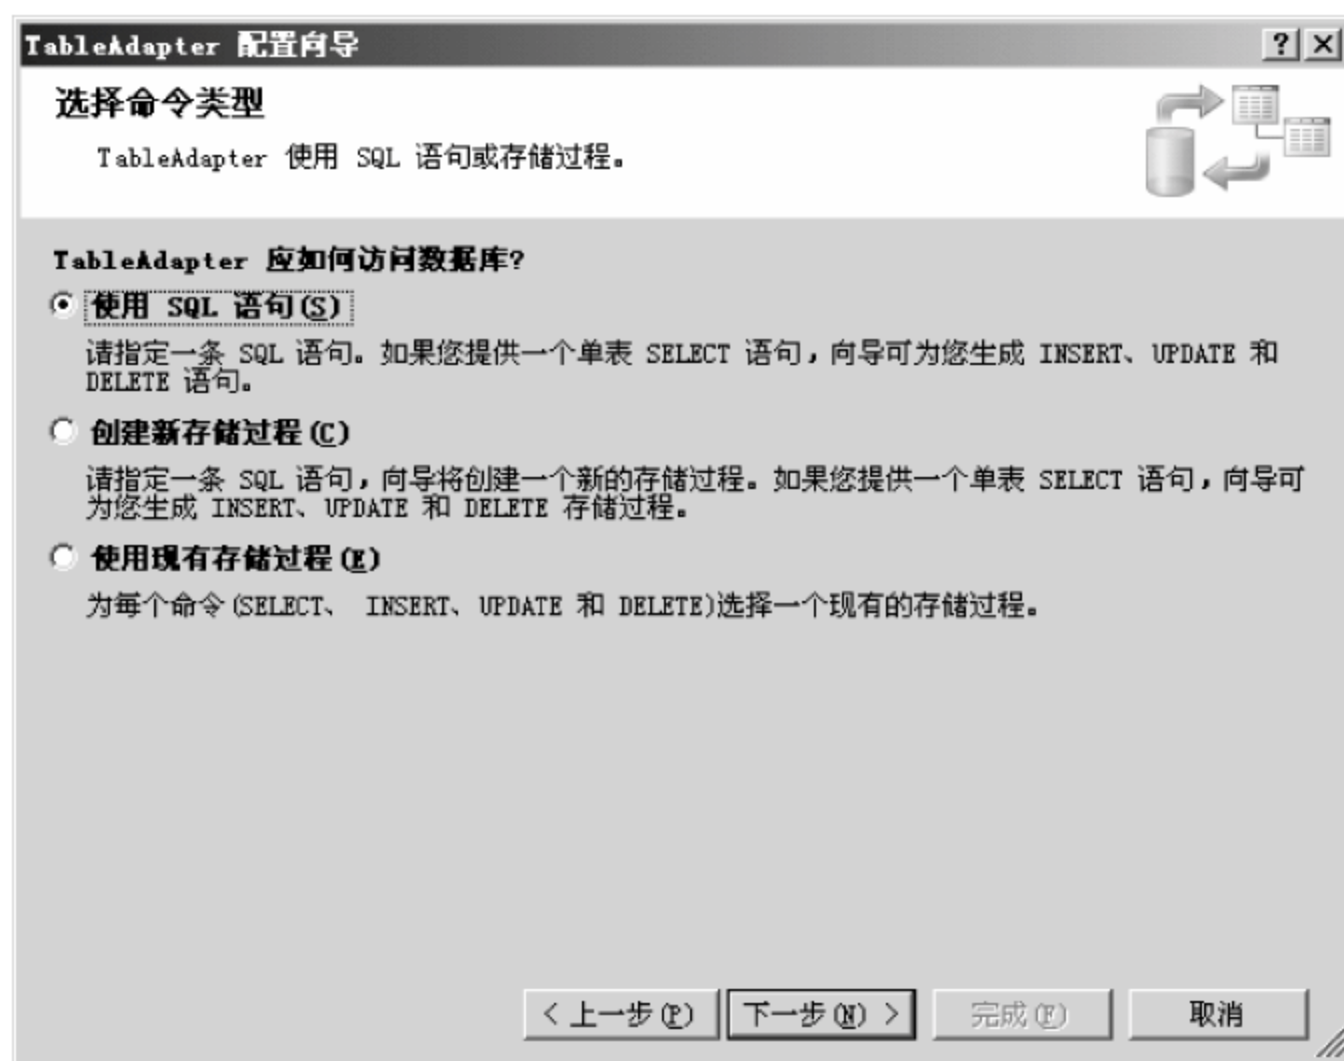 TableAdapter 配置向导
选择命令类型
TableAdapter 使用 SQL 语句或存储过程。
TableAdapter 应如何访问数据库?
使用 SQL 语句(S)
请指定一条 SQL 语句。如果您提供一个单表 SELECT 语句，向导可为您生成 INSERT、UPDATE 和
DELETE 语句。
创建新存储过程(C)
请指定一条 SQL 语句，向导将创建一个新的存储过程。如果您提供一个单表 SELECT 语句，向导可
为您生成 INSERT、UPDATE 和 DELETE 存储过程。
使用现有存储过程(E)
为每个命令(SELECT、 INSERT、UPDATE 和 DELETE)选择一个现有的存储过程。
< 上一步(P) 下一步(N) > 完成(F) 取消